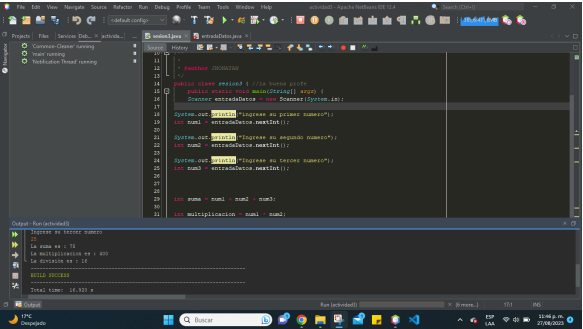 File Edit View Navigate Source Refactor Run Debug Profile Team Tools Window Help
actividad3 - Apache NetBeans IDE 12.4
Search (Ctrl+I)
<default config>
Projects Files Services Deb...
'Common-Cleaner' running
'main' running
'Notification Thread' running
Navigator
sesion3.java entradaDatos.java
Source History
10
11 *
12 * @author
13 */
14 public class sesion3 { //la nueva profe
15 public static void main(String[] args) {
16 Scanner entradaDatos = new Scanner(System.in);
17
18 System.out.println("Ingrese su primer numero");
19 int num1 = entradaDatos.nextInt();
20
21 System.out.println("Ingrese su segundo numero");
22 int num2 = entradaDatos.nextInt();
23
24 System.out.println("Ingrese su tercer numero");
25 int num3 = entradaDatos.nextInt();
26
27
28
29 int suma = num1 + num2 + num3;
30
31 int multiplicacion = num1 * num2;
Output - Run (actividad3)
Ingrese su tercer numero
25
La suma es : 75
La multiplicacion es : 400
La división es : 16
BUILD SUCCESS
Total time: 16.920 s
Output
Run (actividad3)
(6 more...)
17:1
INS
17°C
Despejado
Buscar
ESP
LAA
11:46 p. m.
27/08/2023